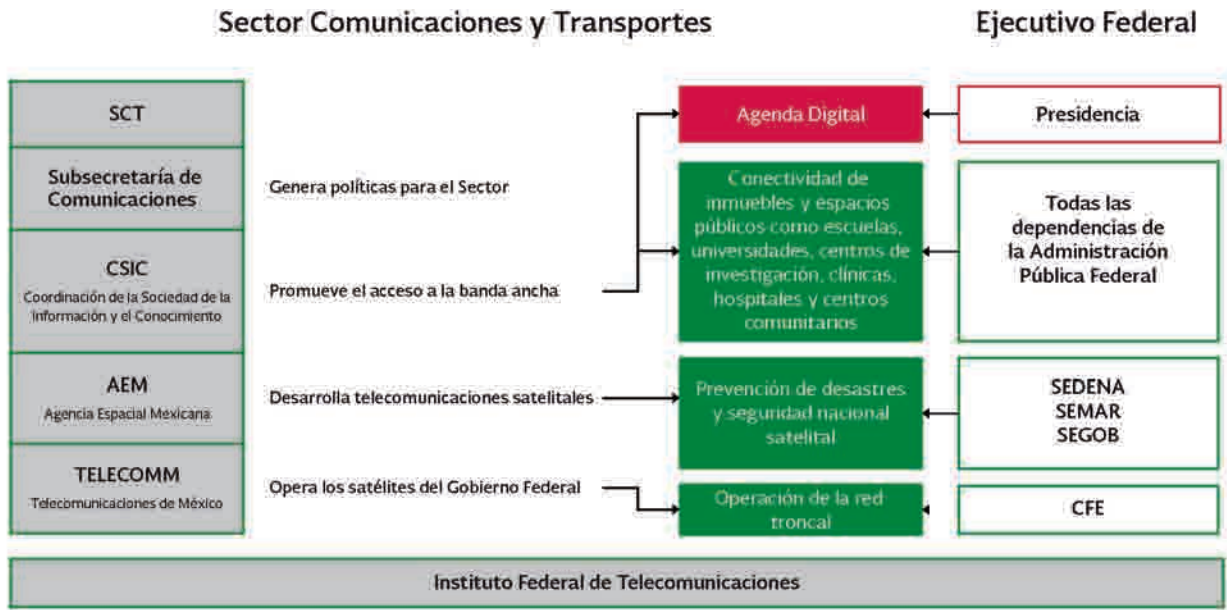 Sector Comunicaciones y Transportes
Ejecutivo Federal
SCT
Subsecretaría de
Comunicaciones
CSIC
Coordinación de la Sociedad de la
Información y el Conocimiento
AEM
Agencia Espacial Mexicana
TELECOMM
Telecomunicaciones de México
Genera políticas para el Sector
Promueve el acceso a la banda ancha
Desarrolla telecomunicaciones satelitales
Opera los satélites del Gobierno Federal
Agenda Digital
Conectividad de
inmuebles y espacios
públicos como escuelas,
universidades, centros de
investigación, clínicas,
hospitales y centros
comunitarios
Prevención de desastres
y seguridad nacional
satelital
Operación de la red
troncal
Presidencia
Todas las
dependencias de
la Administración
Pública Federal
SEDENA
SEMAR
SEGOB
CFE
Instituto Federal de Telecomunicaciones